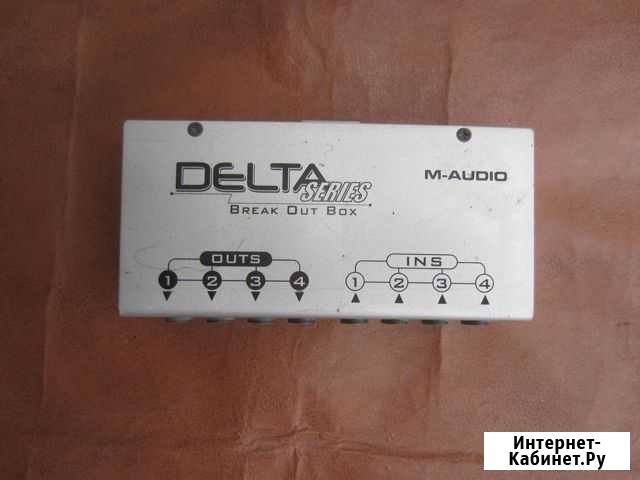 DELTA
SERIES
BREAK OUT BOX
M-AUDIO
OUTS
1 2 3 4
INS
1 2 3 4
Интернет-
Кабинет.Ру